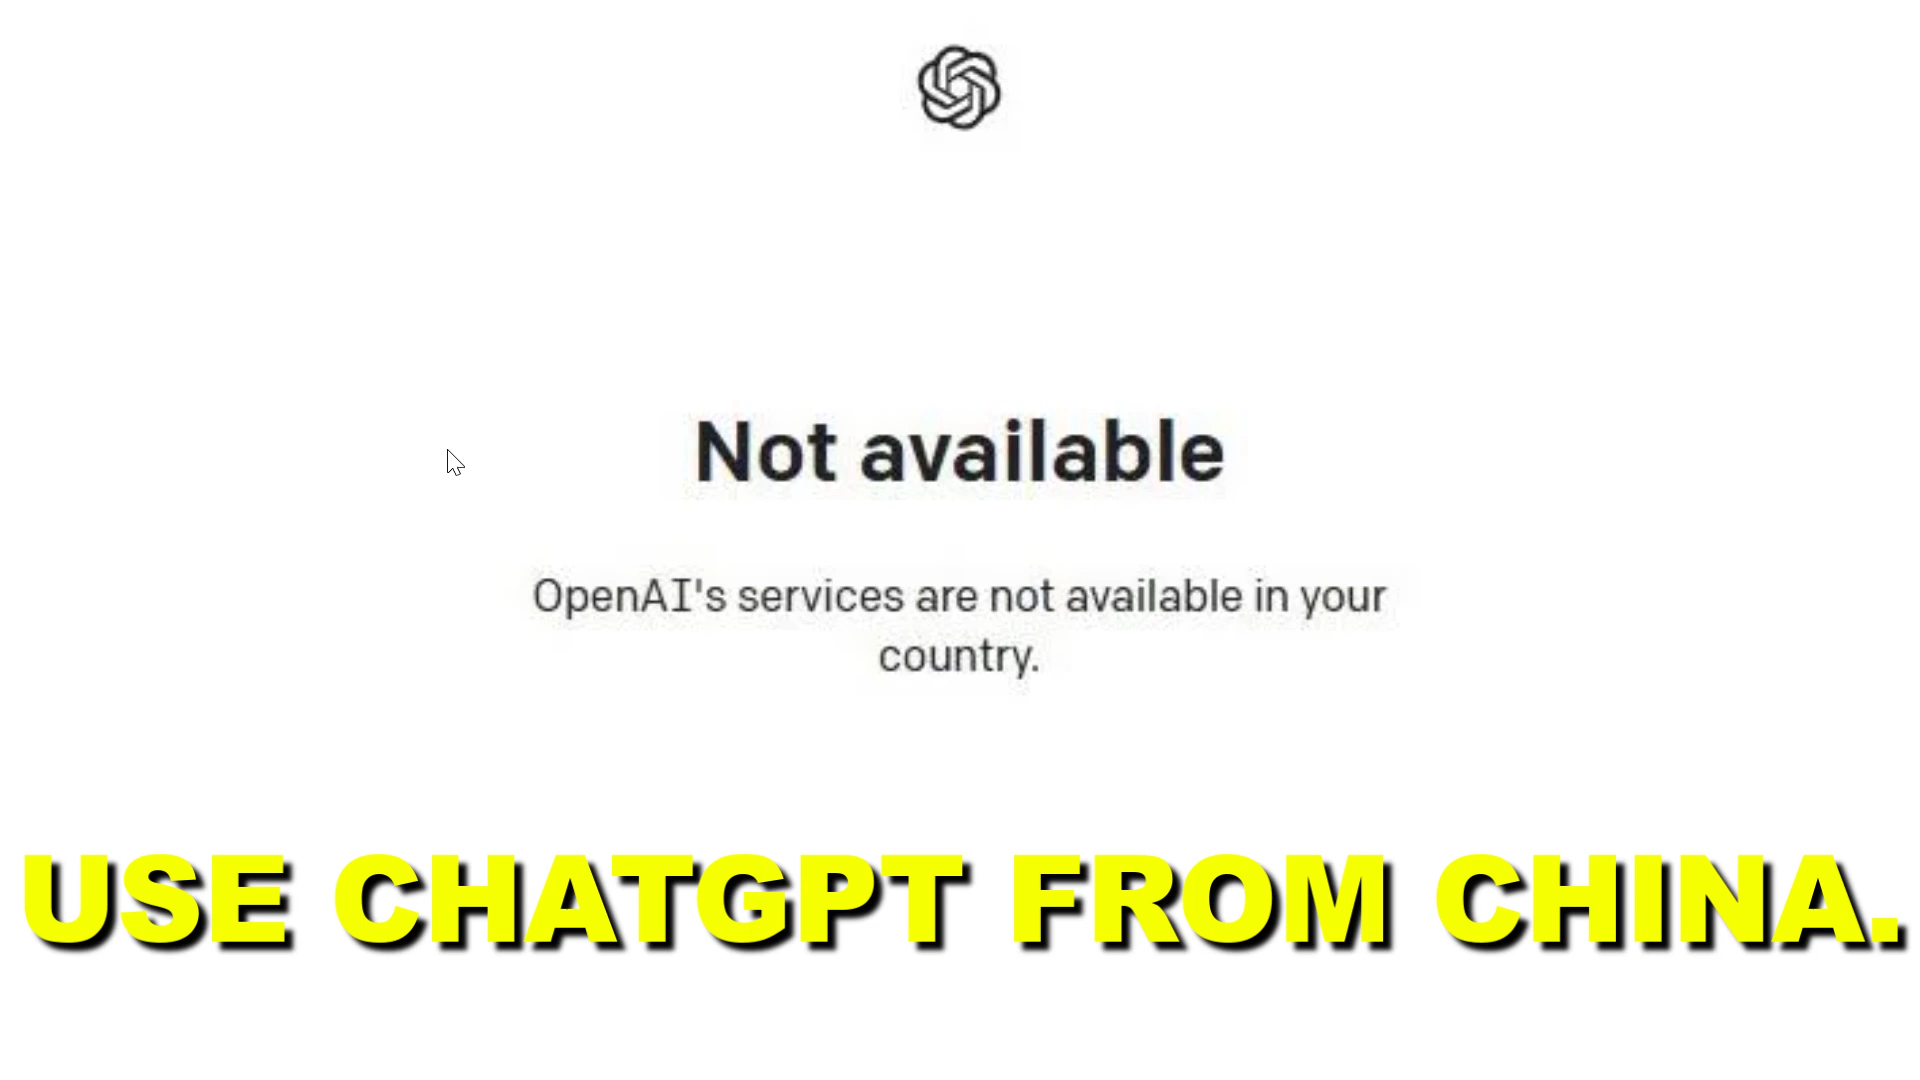 Not available
OpenAI's services are not available in your
country.
USE CHATGPT FROM CHINA.